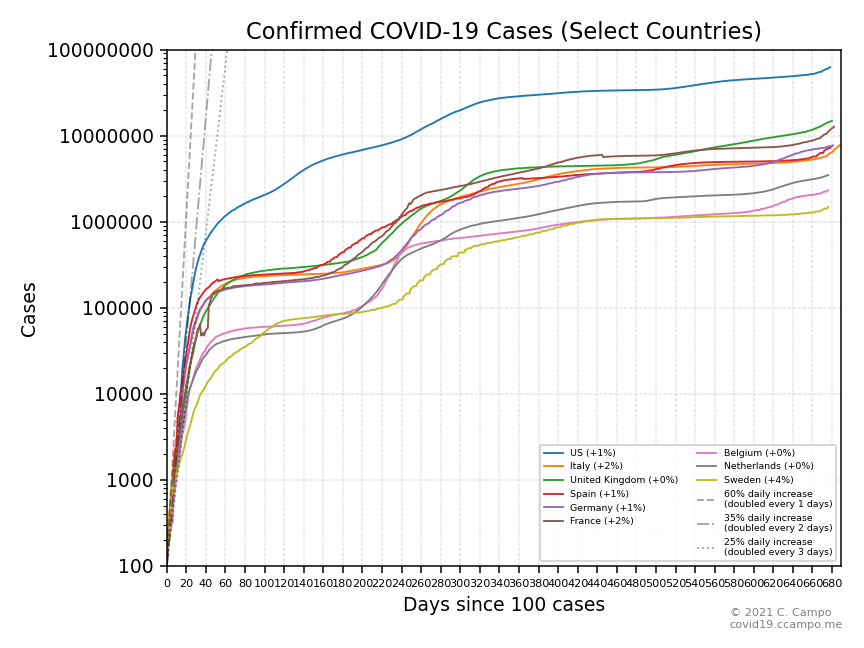 Confirmed COVID-19 Cases (Select Countries)
100000000
10000000
1000000
100000
10000
1000
100
Cases
US (+1%)
Italy (+2%)
United Kingdom (+0%)
Spain (+1%)
Germany (+1%)
France (+2%)
Belgium (+0%)
Netherlands (+0%)
Sweden (+4%)
60% daily increase
(doubled every 1 days)
35% daily increase
(doubled every 2 days)
25% daily increase
(doubled every 3 days)
0 20 40 60 80 100 120 140 160 180 200 220 240 260 280 300 320 340 360 380 400 420 440 460 480 500 520 540 560 580 600 620 640 660 680
Days since 100 cases
© 2021 C. Campo
covid19.ccampo.me